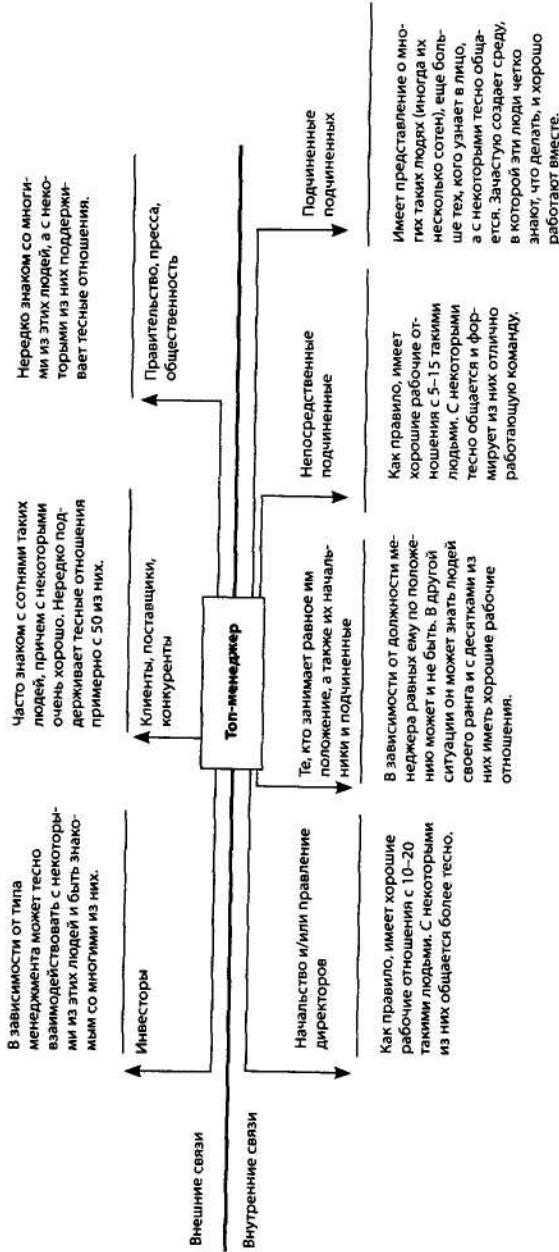 В зависимости от типа
менеджмента может тесно
взаимодействовать с некоторы-
ми из этих людей и быть знако-
мым со многими из них.
Инвесторы
Часто знаком с сотнями таких
людей, причем с некоторыми
очень хорошо. Нередко под-
держивает тесные отношения
примерно с 50 из них.
Клиенты, поставщики,
конкуренты
Нередко знаком со многи-
ми из этих людей, а с неко-
торыми из них поддержи-
вает тесные отношения.
Правительство, пресса,
общественность
Внешние связи
Топ-менеджер
Внутренние связи
Начальство и/или правление
директоров
Как правило, имеет хорошие
рабочие отношения с 10–20
такими людьми. С некоторыми
из них общается более тесно.
Те, кто занимает равное им
положение, а также их началь-
ники и подчиненные
В зависимости от должности ме-
неджера равных ему по положе-
нию может и не быть. В другой
ситуации он может знать людей
своего ранга и с десятками из
них иметь хорошие рабочие
отношения.
Непосредственные
подчиненные
Как правило, имеет
хорошие рабочие от-
ношения с 5–15 такими
людьми. С некоторыми
тесно общается и фор-
мирует из них отлично
работающую команду.
Подчиненные
подчиненных
Имеет представление о мно-
гих таких людях (иногда их
несколько сотен), еще боль-
ше тех, кого узнает в лицо,
а с некоторыми тесно обща-
ется. Зачастую создает среду,
в которой эти люди четко
знают, что делать, и хорошо
работают вместе.